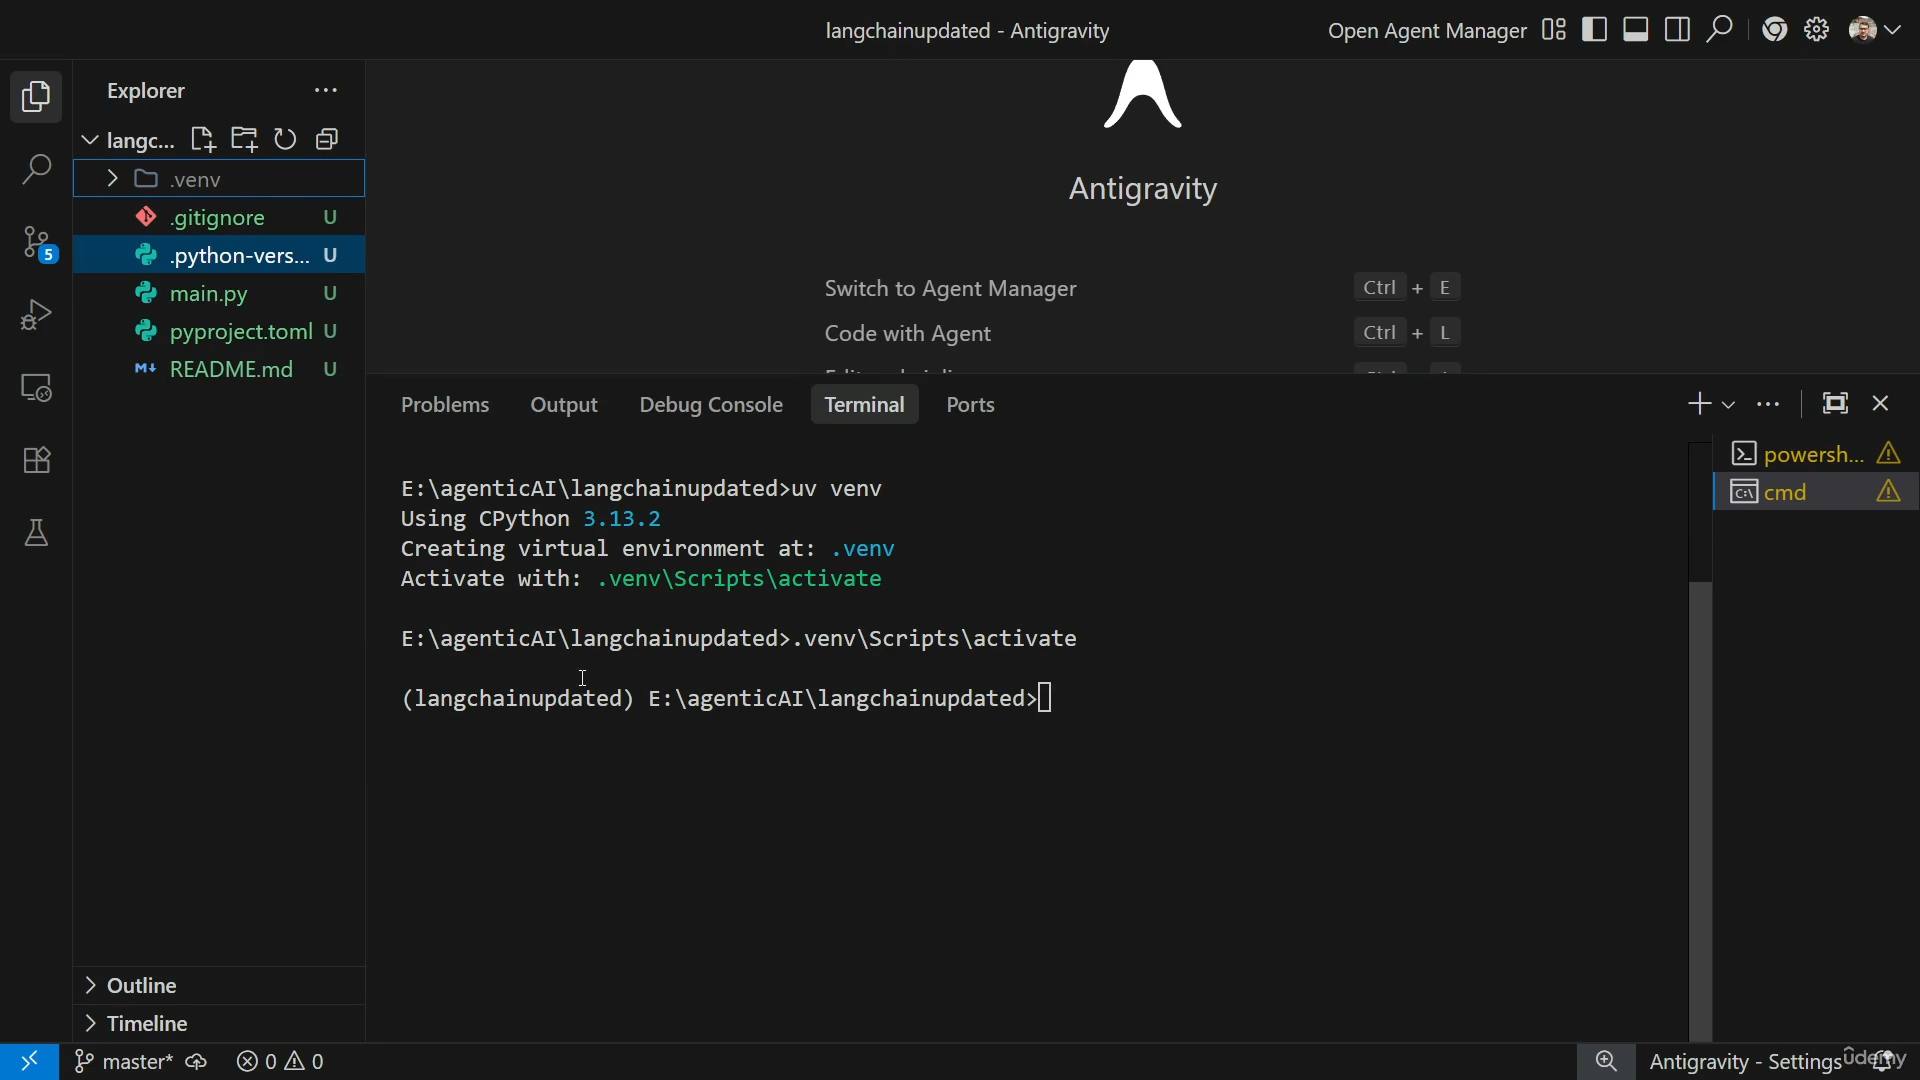 langchainupdated - Antigravity
Open Agent Manager
Explorer
langc...
.venv
.gitignore U
.python-vers... U
main.py U
pyproject.toml U
README.md U
5
Antigravity
Switch to Agent Manager Ctrl + E
Code with Agent Ctrl + L
Problems Output Debug Console Terminal Ports
powersh...
cmd
E:\agenticAI\langchainupdated>uv venv
Using CPython 3.13.2
Creating virtual environment at: .venv
Activate with: .venv\Scripts\activate
E:\agenticAI\langchainupdated>.venv\Scripts\activate
(langchainupdated) E:\agenticAI\langchainupdated>
Outline
Timeline
master* 0 0
Antigravity - Settings
ûdemy